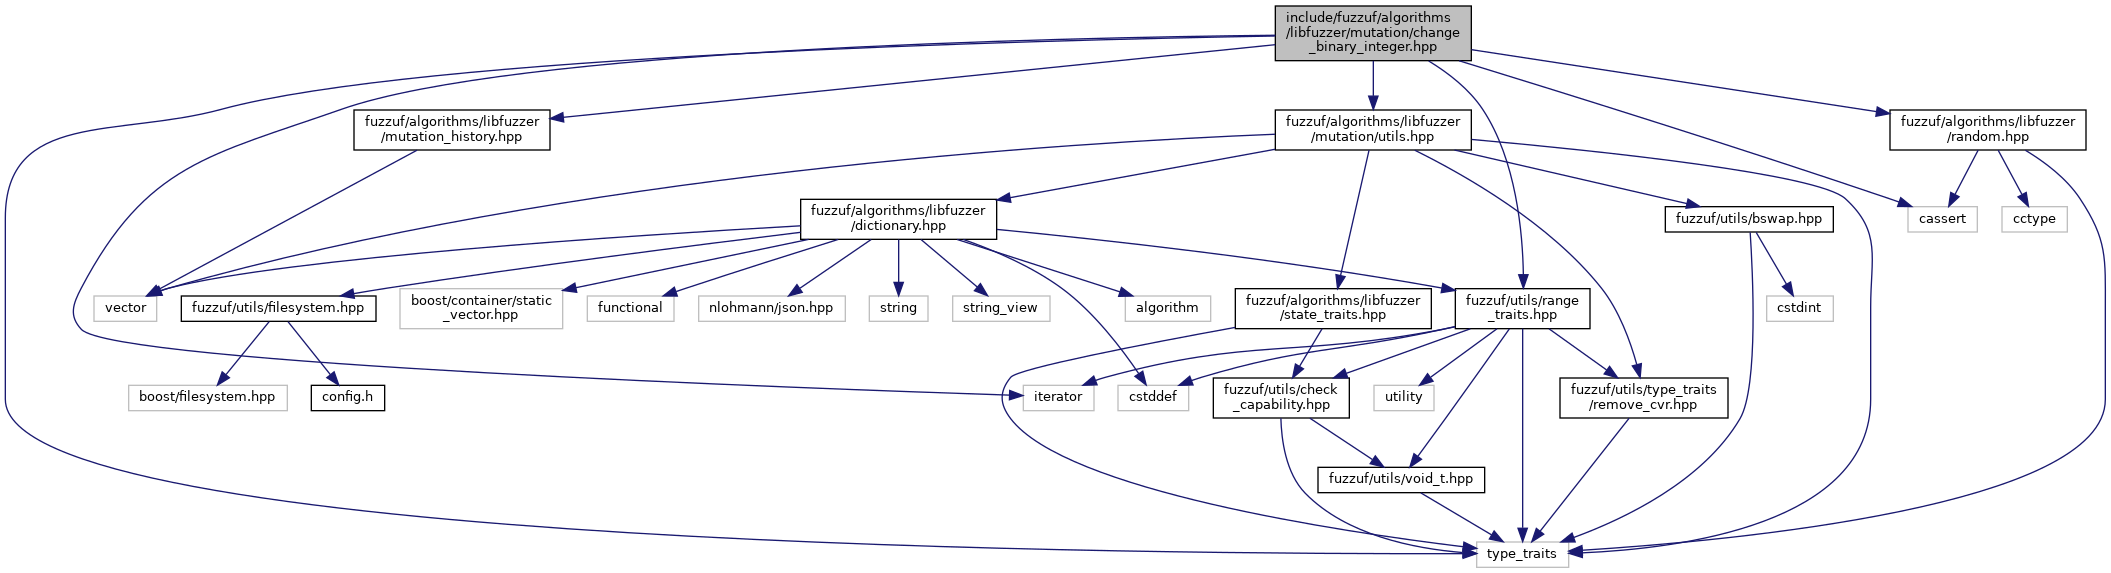 include/fuzzuf/algorithms
/libfuzzer/mutation/change
_binary_integer.hpp
fuzzuf/algorithms/libfuzzer
/mutation_history.hpp
fuzzuf/algorithms/libfuzzer
/mutation/utils.hpp
fuzzuf/algorithms/libfuzzer
/random.hpp
fuzzuf/algorithms/libfuzzer
/dictionary.hpp
fuzzuf/utils/bswap.hpp
cassert
cctype
vector
fuzzuf/utils/filesystem.hpp
boost/container/static
_vector.hpp
functional
nlohmann/json.hpp
string
string_view
algorithm
fuzzuf/algorithms/libfuzzer
/state_traits.hpp
fuzzuf/utils/range
_traits.hpp
cstdint
boost/filesystem.hpp
config.h
iterator
cstddef
fuzzuf/utils/check
_capability.hpp
utility
fuzzuf/utils/type_traits
/remove_cvr.hpp
fuzzuf/utils/void_t.hpp
type_traits